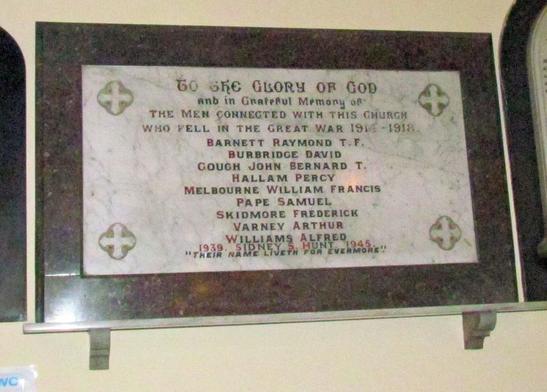 To the Glory of God
and in Grateful Memory of
The Men connected with this Church
who fell in the Great War 1914-1918.
Barnett Raymond T. F.
Burbridge David
Gough John Bernard T.
Hallam Percy
Melbourne William Francis
Pape Samuel
Skidmore Frederick
Varney Arthur
Williams Alfred
1939. Sidney S. Hunt. 1945.
"Their name liveth for evermore".
WC